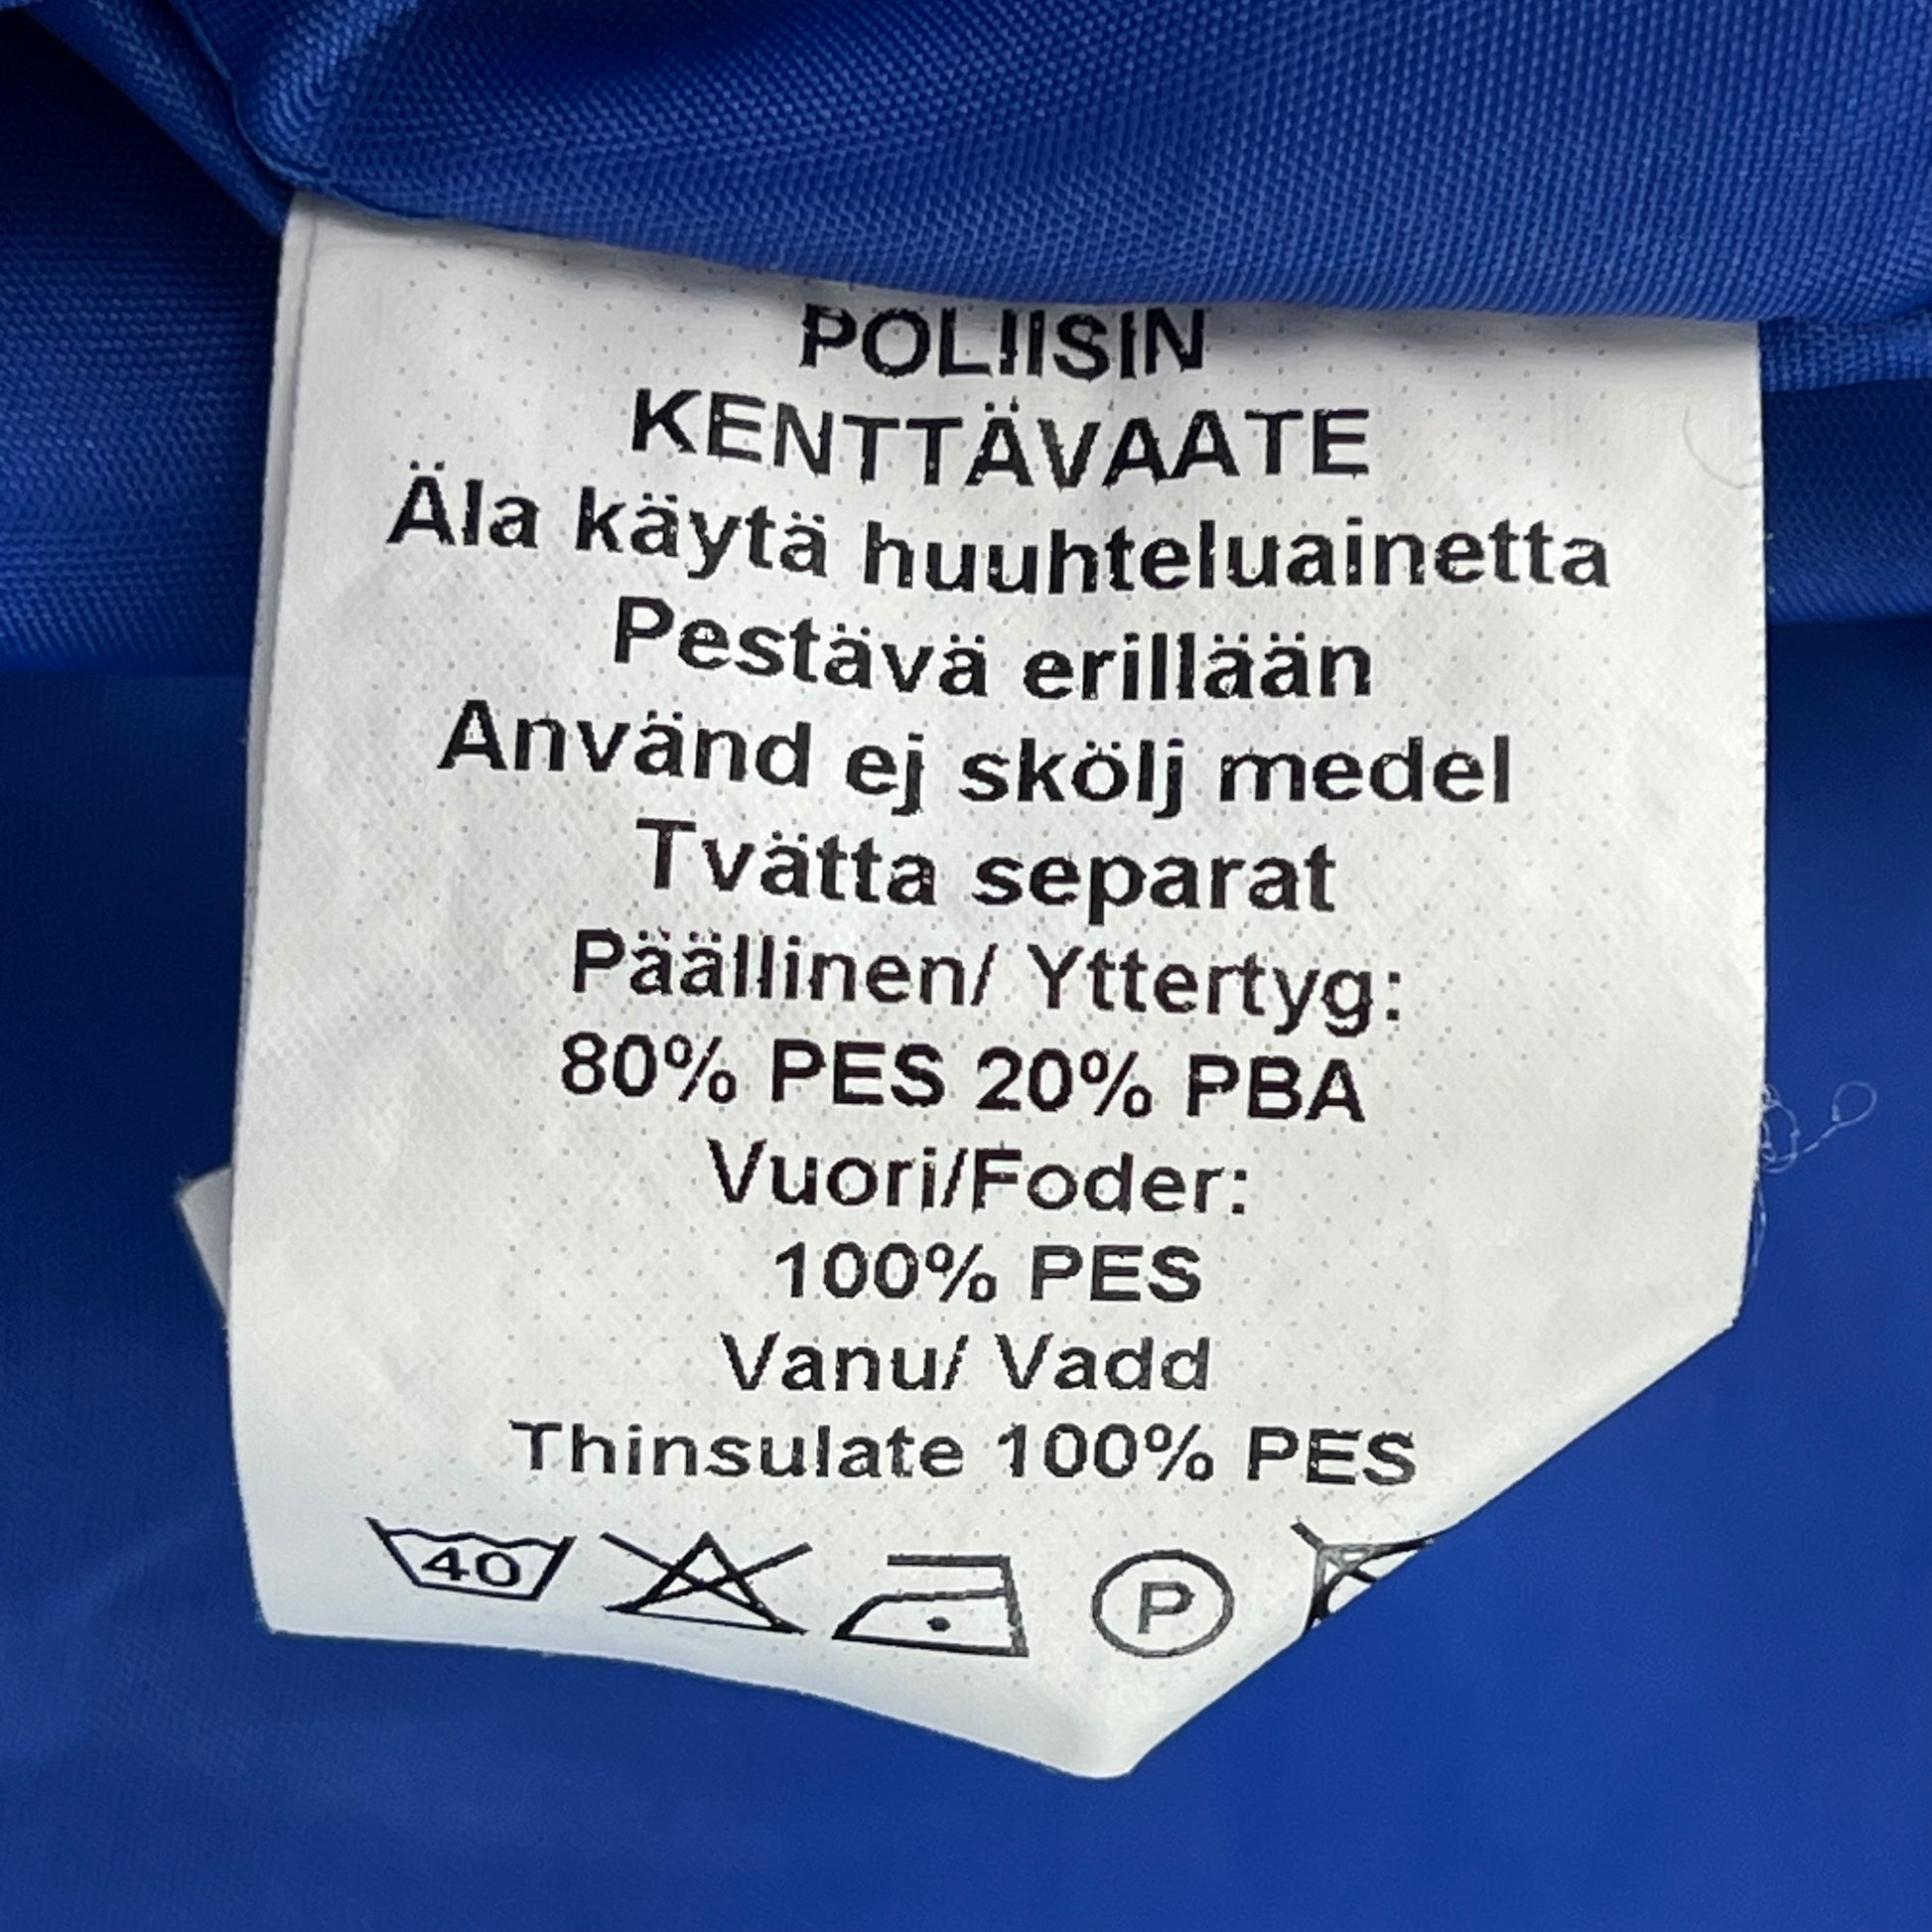 POLIISIN
KENTTÄVAATE
Äla käytä huuhteluainetta
Pestävä erillään
Använd ej skölj medel
Tvätta separat
Päällinen/ Yttertyg:
80% PES 20% PBA
Vuori/Foder:
100% PES
Vanu/ Vadd
Thinsulate 100% PES
40 P